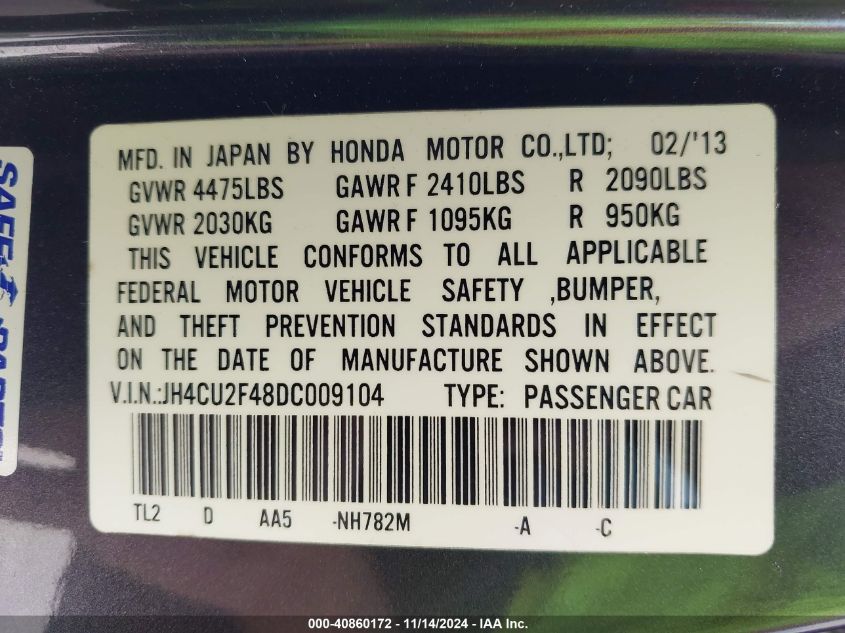 MFD. IN JAPAN BY HONDA MOTOR CO.,LTD; 02/'13
GVWR 4475LBS GAWR F 2410LBS R 2090LBS
GVWR 2030KG GAWR F 1095KG R 950KG
THIS VEHICLE CONFORMS TO ALL APPLICABLE
FEDERAL MOTOR VEHICLE SAFETY ,BUMPER,
AND THEFT PREVENTION STANDARDS IN EFFECT
ON THE DATE OF MANUFACTURE SHOWN ABOVE.
V.I.N.:JH4CU2F48DC009104 TYPE: PASSENGER CAR
TL2 D AA5 -NH782M -A -C
000-40860172 - 11/14/2024 - IAA Inc.